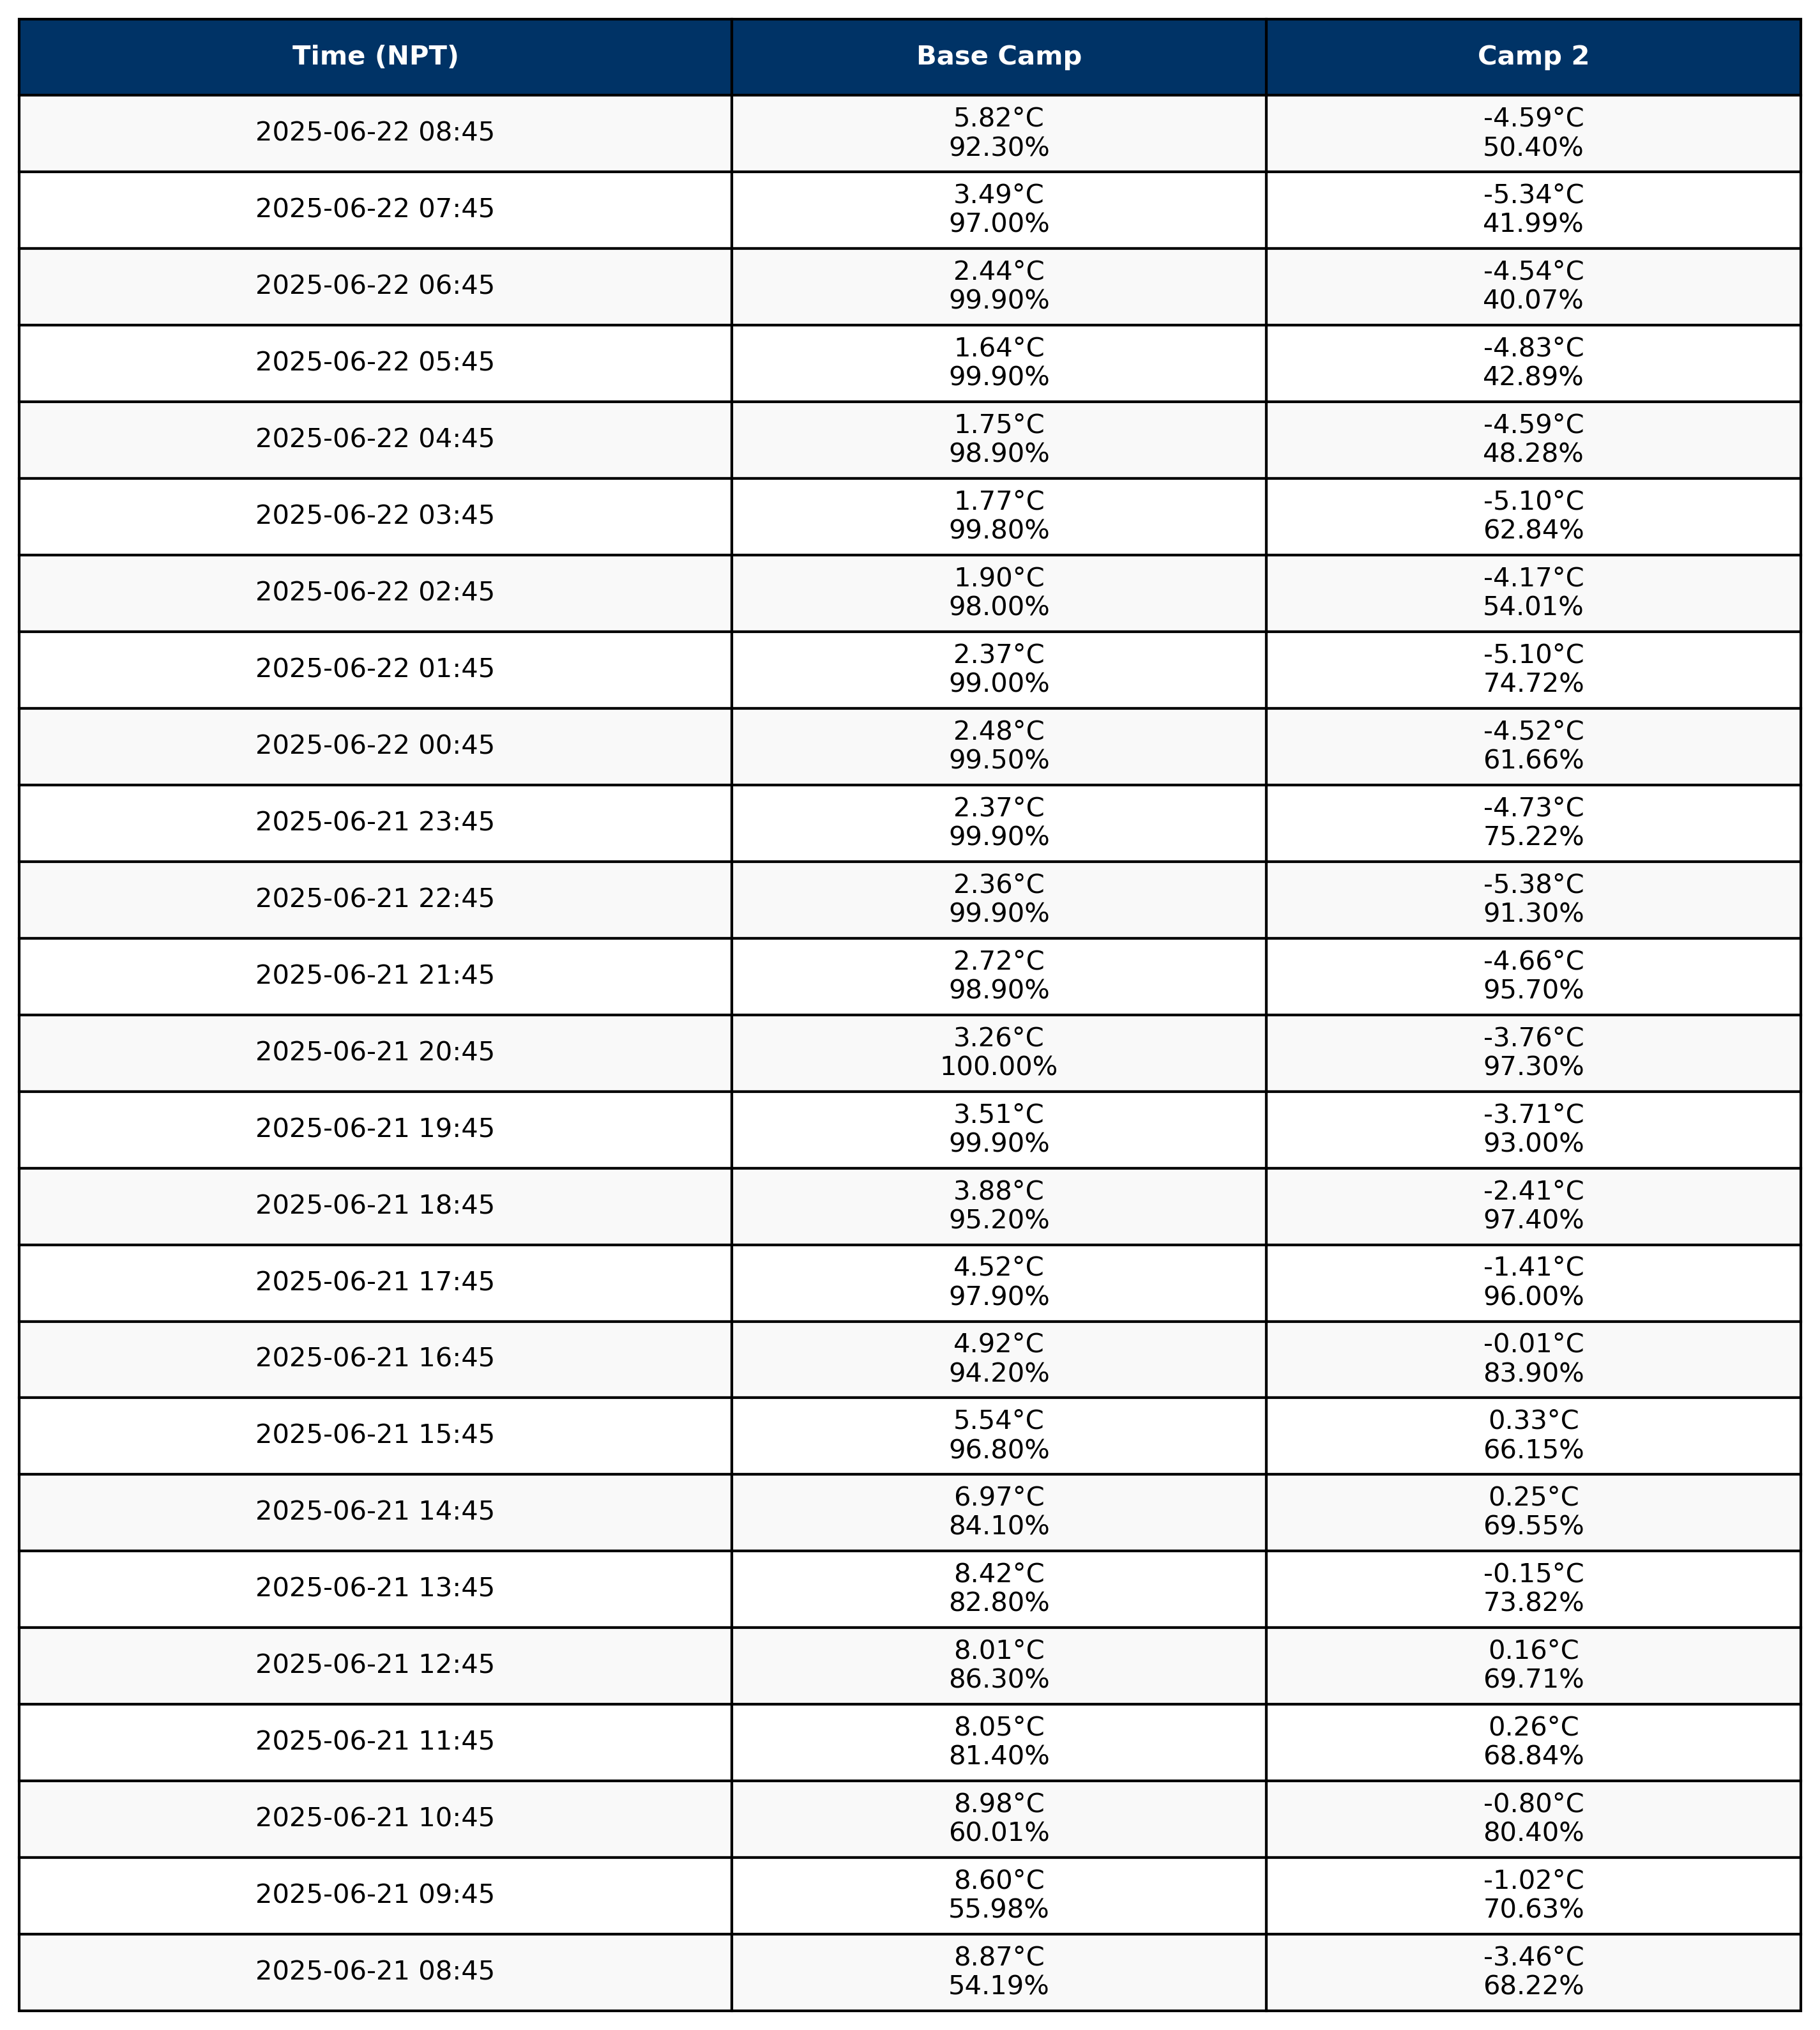 Time (NPT) Base Camp Camp 2
2025-06-22 08:45 5.82°C -4.59°C
92.30% 50.40%
2025-06-22 07:45 3.49°C -5.34°C
97.00% 41.99%
2025-06-22 06:45 2.44°C -4.54°C
99.90% 40.07%
2025-06-22 05:45 1.64°C -4.83°C
99.90% 42.89%
2025-06-22 04:45 1.75°C -4.59°C
98.90% 48.28%
2025-06-22 03:45 1.77°C -5.10°C
99.80% 62.84%
2025-06-22 02:45 1.90°C -4.17°C
98.00% 54.01%
2025-06-22 01:45 2.37°C -5.10°C
99.00% 74.72%
2025-06-22 00:45 2.48°C -4.52°C
99.50% 61.66%
2025-06-21 23:45 2.37°C -4.73°C
99.90% 75.22%
2025-06-21 22:45 2.36°C -5.38°C
99.90% 91.30%
2025-06-21 21:45 2.72°C -4.66°C
98.90% 95.70%
2025-06-21 20:45 3.26°C -3.76°C
100.00% 97.30%
2025-06-21 19:45 3.51°C -3.71°C
99.90% 93.00%
2025-06-21 18:45 3.88°C -2.41°C
95.20% 97.40%
2025-06-21 17:45 4.52°C -1.41°C
97.90% 96.00%
2025-06-21 16:45 4.92°C -0.01°C
94.20% 83.90%
2025-06-21 15:45 5.54°C 0.33°C
96.80% 66.15%
2025-06-21 14:45 6.97°C 0.25°C
84.10% 69.55%
2025-06-21 13:45 8.42°C -0.15°C
82.80% 73.82%
2025-06-21 12:45 8.01°C 0.16°C
86.30% 69.71%
2025-06-21 11:45 8.05°C 0.26°C
81.40% 68.84%
2025-06-21 10:45 8.98°C -0.80°C
60.01% 80.40%
2025-06-21 09:45 8.60°C -1.02°C
55.98% 70.63%
2025-06-21 08:45 8.87°C -3.46°C
54.19% 68.22%